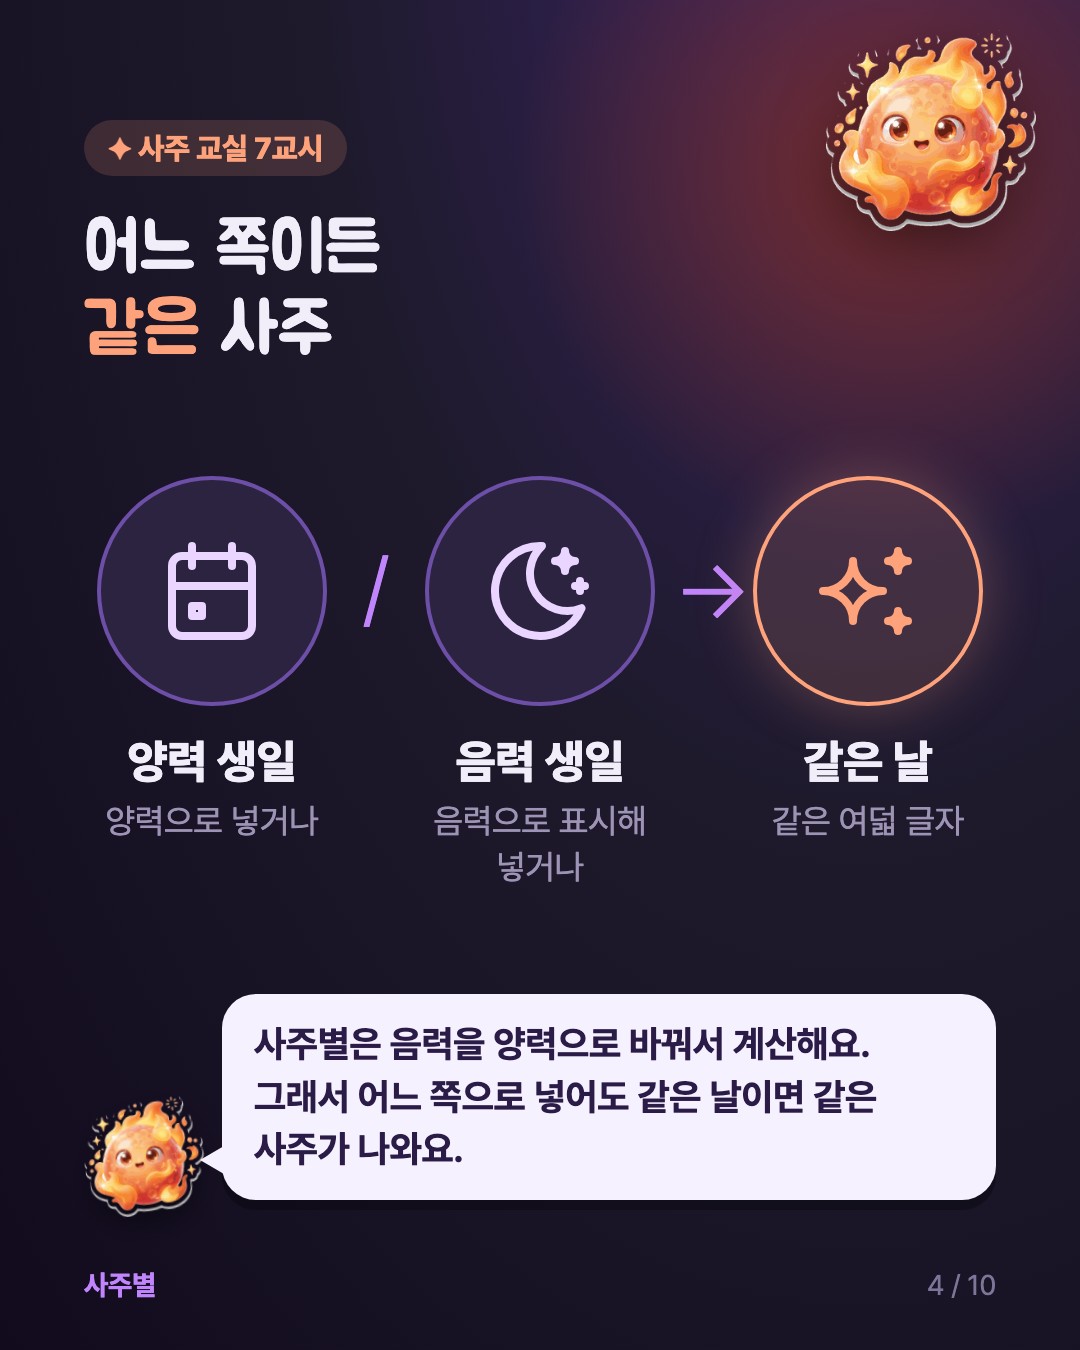 사주 교실 7교시
어느 쪽이든
같은 사주
/
→
양력 생일
양력으로 넣거나
음력 생일
음력으로 표시해
넣거나
같은 날
같은 여덟 글자
사주별은 음력을 양력으로 바꿔서 계산해요.
그래서 어느 쪽으로 넣어도 같은 날이면 같은
사주가 나와요.
사주별
4 / 10